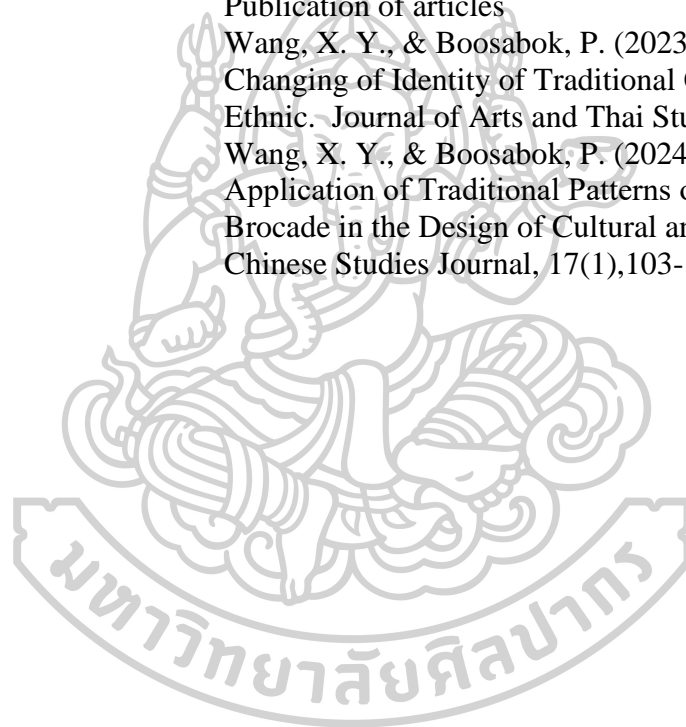 Publication of articles
Wang, X. Y., & Boosabok, P. (2023
Changing of Identity of Traditional
Ethnic. Journal of Arts and Thai Stu
Wang, X. Y., & Boosabok, P. (2024
Application of Traditional Patterns
Brocade in the Design of Cultural an
Chinese Studies Journal, 17(1),103-
มหาวิทยาลัยศิลปากร